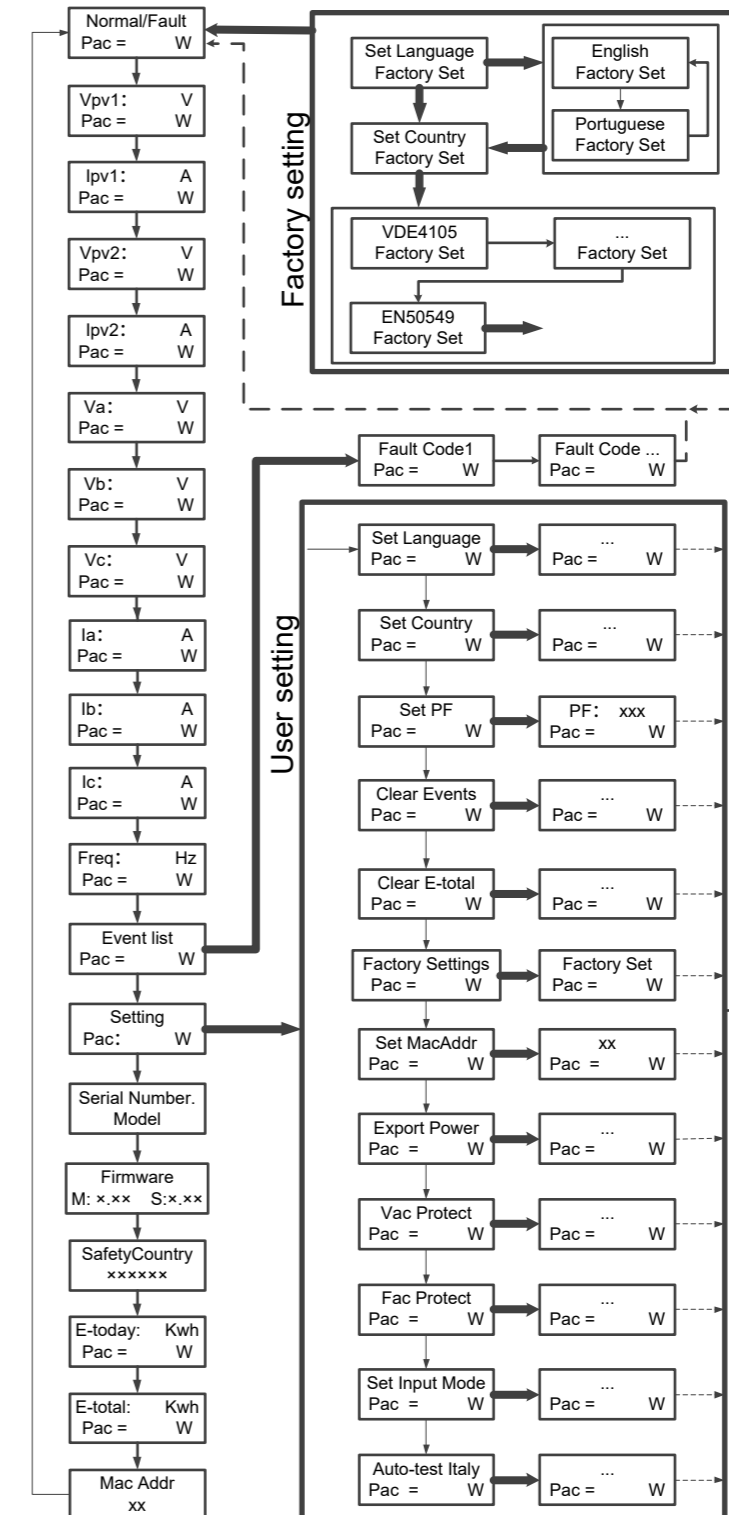 Normal/Fault
Pac = W
Vpv1: V
Pac = W
Ipv1: A
Pac = W
Vpv2: V
Pac = W
Ipv2: A
Pac = W
Va: V
Pac = W
Vb: V
Pac = W
Vc: V
Pac = W
Ia: A
Pac = W
Ib: A
Pac = W
Ic: A
Pac = W
Freq: Hz
Pac = W
Event list
Pac = W
Setting
Pac: W
Serial Number.
Model
Firmware
M: ×.×× S:×.××
SafetyCountry
××××××
E-today: Kwh
Pac = W
E-total: Kwh
Pac = W
Mac Addr
xx
Factory setting
Set Language
Factory Set
English
Factory Set
Portuguese
Factory Set
Set Country
Factory Set
VDE4105
Factory Set
...
Factory Set
EN50549
Factory Set
Fault Code1
Pac = W
Fault Code ...
Pac = W
User setting
Set Language
Pac = W
...
Pac = W
Set Country
Pac = W
...
Pac = W
Set PF
Pac = W
PF: xxx
Pac = W
Clear Events
Pac = W
...
Pac = W
Clear E-total
Pac = W
...
Pac = W
Factory Settings
Pac = W
Factory Set
Pac = W
Set MacAddr
Pac = W
xx
Pac = W
Export Power
Pac = W
...
Pac = W
Vac Protect
Pac = W
...
Pac = W
Fac Protect
Pac = W
...
Pac = W
Set Input Mode
Pac = W
...
Pac = W
Auto-test Italy
Pac = W
...
Pac = W